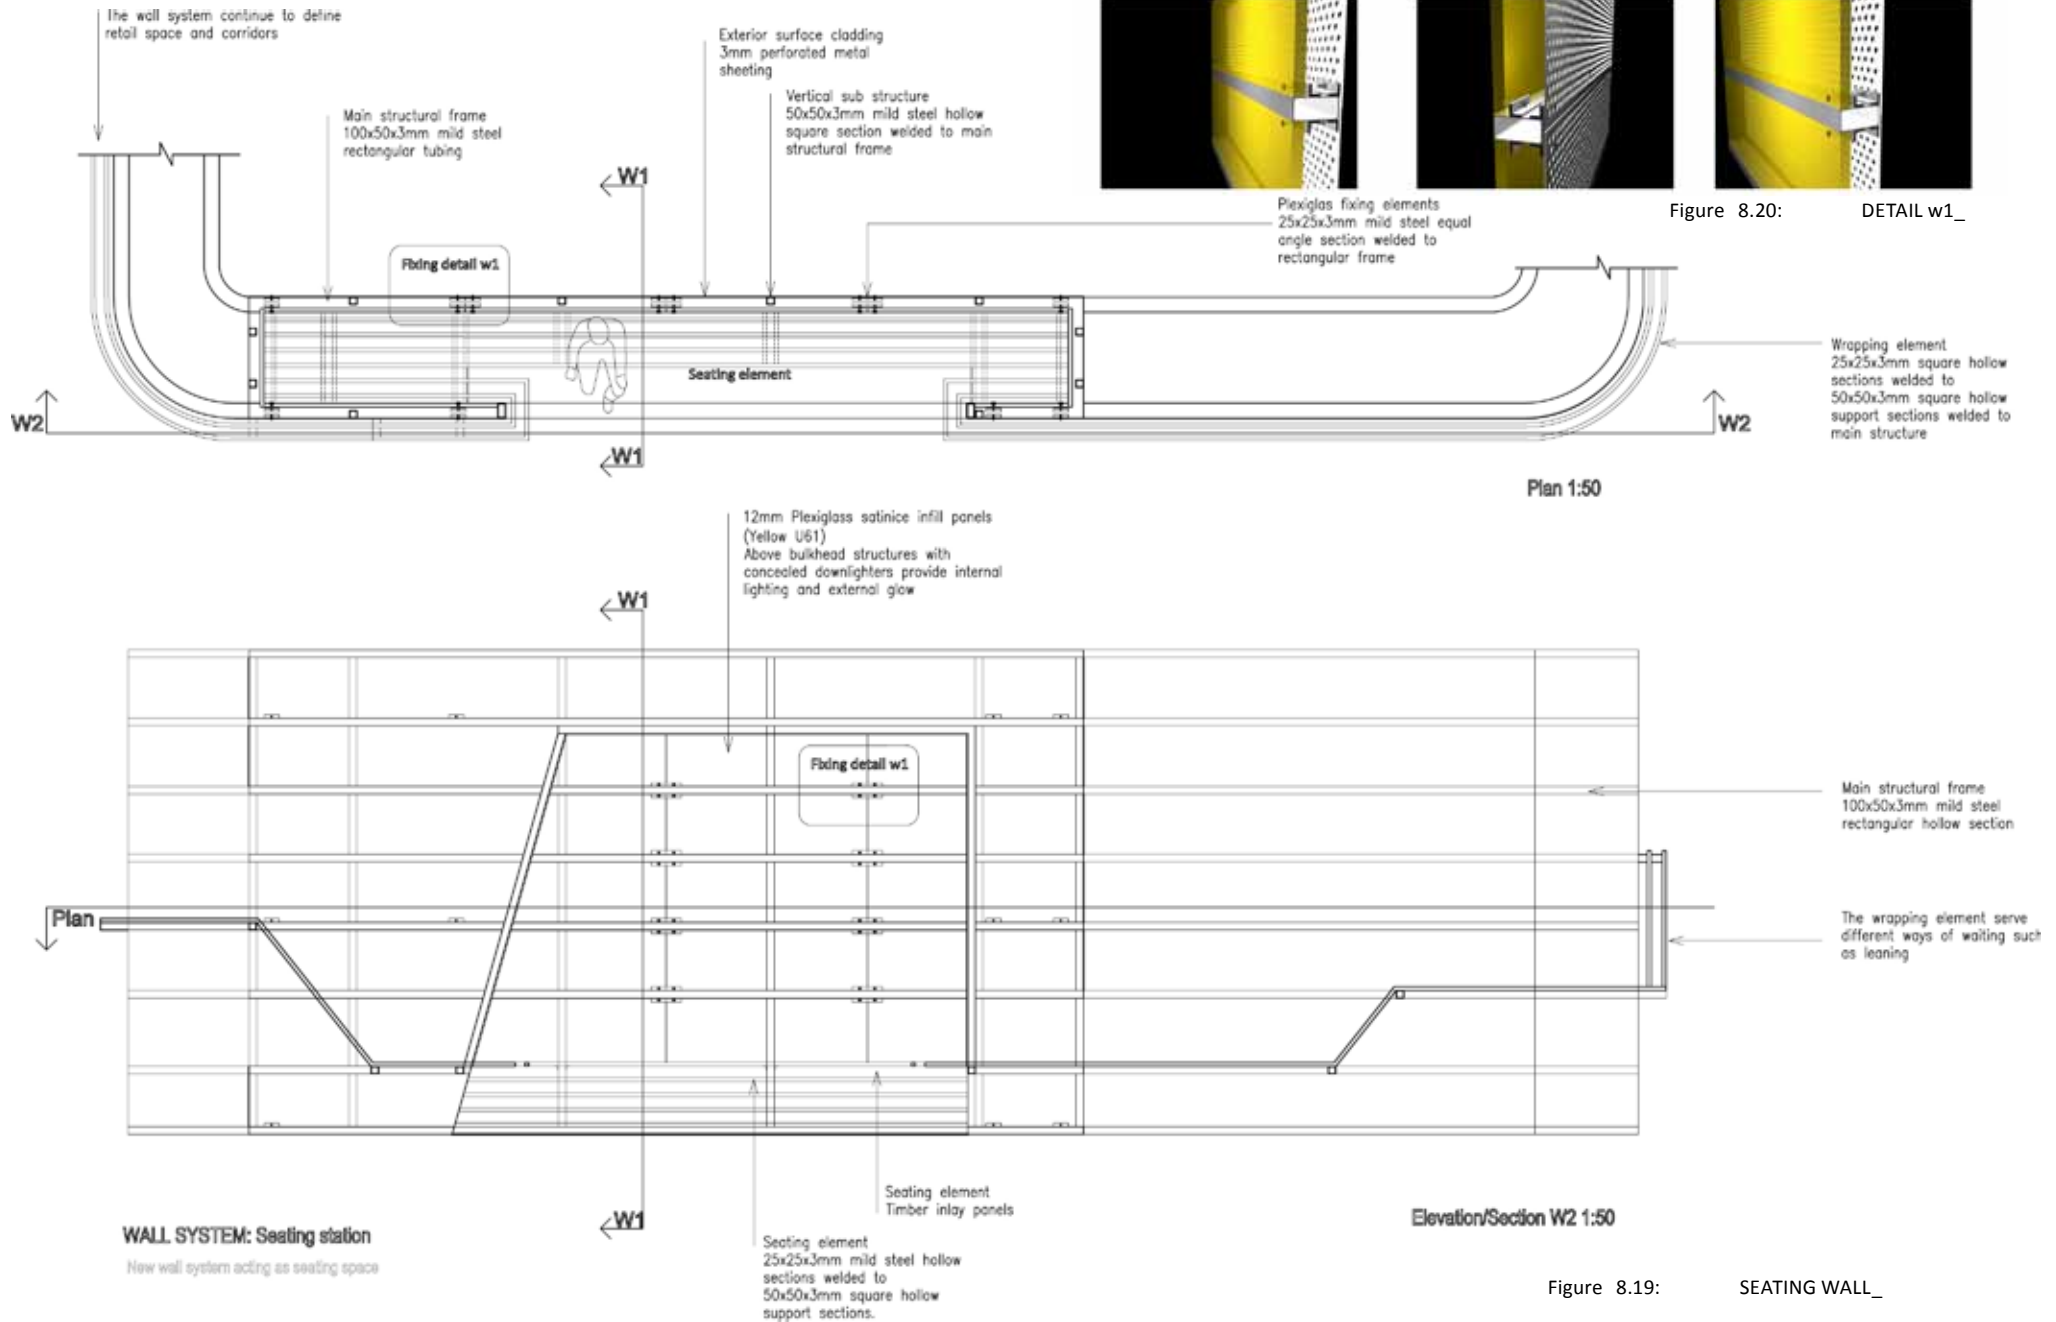 The wall system continue to define
retail space and corridors
Exterior surface cladding
3mm perforated metal
sheeting
Main structural frame
100x50x3mm mild steel
rectangular tubing
Vertical sub structure
50x50x3mm mild steel hollow
square section welded to main
structural frame
W1
Plexiglas fixing elements
25x25x3mm mild steel equal
angle section welded to
rectangular frame
Figure 8.20: DETAIL w1_
Fixing detail w1
Seating element
Wrapping element
25x25x3mm square hollow
sections welded to
50x50x3mm square hollow
support sections welded to
main structure
W2
W2
W1
Plan 1:50
12mm Plexiglass satinice infill panels
(Yellow U61)
Above bulkhead structures with
concealed downlighters provide internal
lighting and external glow
W1
Fixing detail w1
Main structural frame
100x50x3mm mild steel
rectangular hollow section
Plan
The wrapping element serve
different ways of waiting such
as leaning
Seating element
Timber inlay panels
W1
Elevation/Section W2 1:50
WALL SYSTEM: Seating station
New wall system acting as seating space
Seating element
25x25x3mm mild steel hollow
sections welded to
50x50x3mm square hollow
support sections.
Figure 8.19: SEATING WALL_